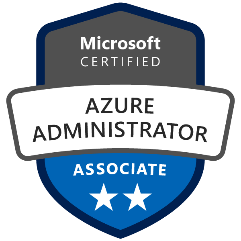 Microsoft
CERTIFIED
AZURE
ADMINISTRATOR
ASSOCIATE